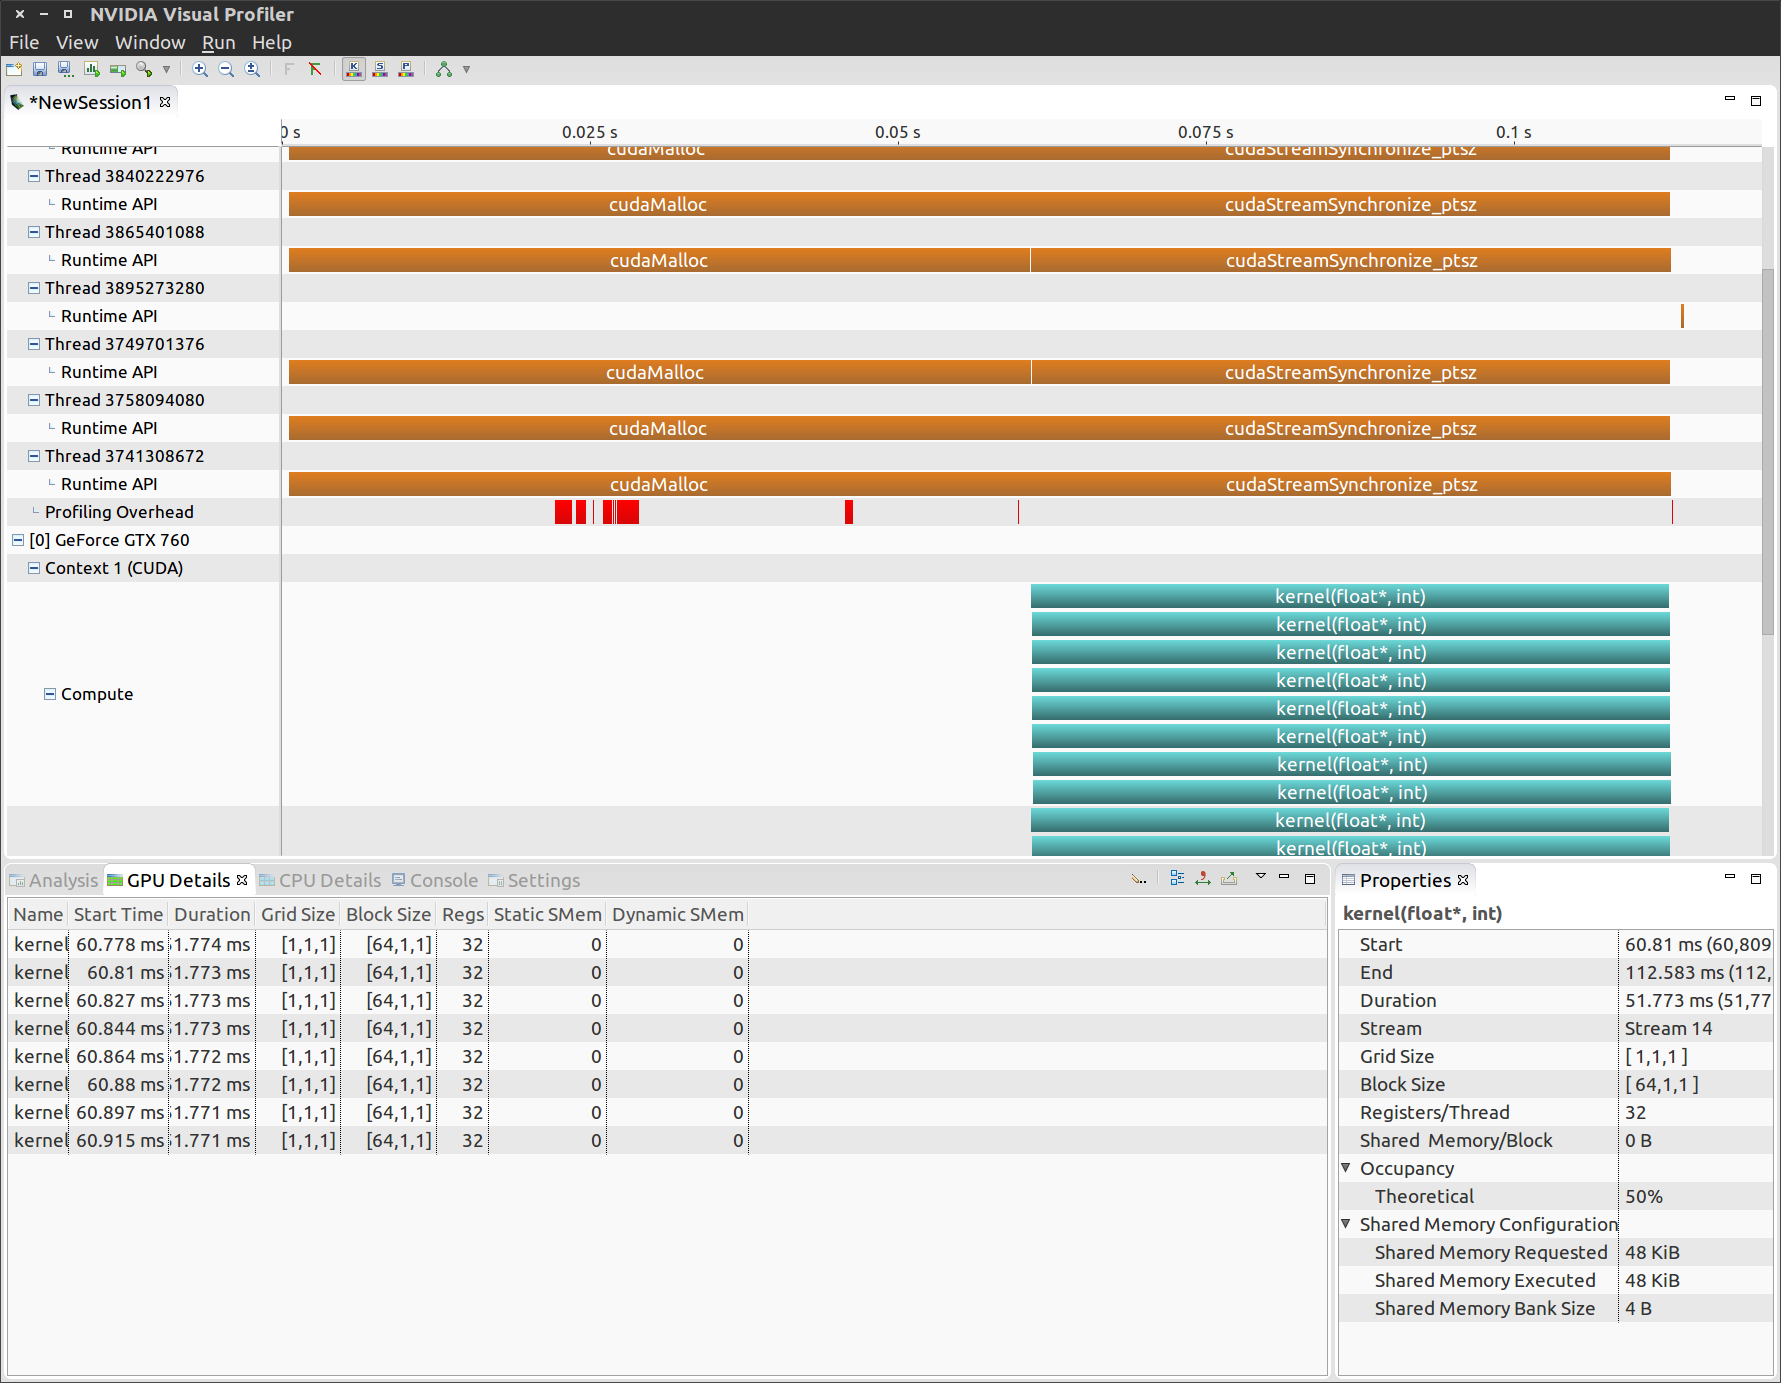 NVIDIA Visual Profiler
File View Window Run Help
*NewSession1
0 s 0.025 s 0.05 s 0.075 s 0.1 s
Runtime API cudaMalloc cudaStreamSynchronize_ptsz
Thread 3840222976
Runtime API cudaMalloc cudaStreamSynchronize_ptsz
Thread 3865401088
Runtime API cudaMalloc cudaStreamSynchronize_ptsz
Thread 3895273280
Runtime API
Thread 3749701376
Runtime API cudaMalloc cudaStreamSynchronize_ptsz
Thread 3758094080
Runtime API cudaMalloc cudaStreamSynchronize_ptsz
Thread 3741308672
Runtime API cudaMalloc cudaStreamSynchronize_ptsz
Profiling Overhead
[0] GeForce GTX 760
Context 1 (CUDA)
kernel(float*, int)
kernel(float*, int)
kernel(float*, int)
kernel(float*, int)
Compute
kernel(float*, int)
kernel(float*, int)
kernel(float*, int)
kernel(float*, int)
kernel(float*, int)
kernel(float*, int)
Analysis GPU Details CPU Details Console Settings
Name Start Time Duration Grid Size Block Size Regs Static SMem Dynamic SMem
kernel 60.778 ms 1.774 ms [1,1,1] [64,1,1] 32 0 0
kernel 60.81 ms 1.773 ms [1,1,1] [64,1,1] 32 0 0
kernel 60.827 ms 1.773 ms [1,1,1] [64,1,1] 32 0 0
kernel 60.844 ms 1.773 ms [1,1,1] [64,1,1] 32 0 0
kernel 60.864 ms 1.772 ms [1,1,1] [64,1,1] 32 0 0
kernel 60.88 ms 1.772 ms [1,1,1] [64,1,1] 32 0 0
kernel 60.897 ms 1.771 ms [1,1,1] [64,1,1] 32 0 0
kernel 60.915 ms 1.771 ms [1,1,1] [64,1,1] 32 0 0
Properties
kernel(float*, int)
Start 60.81 ms (60,809
End 112.583 ms (112,
Duration 51.773 ms (51,77
Stream Stream 14
Grid Size [ 1,1,1 ]
Block Size [ 64,1,1 ]
Registers/Thread 32
Shared Memory/Block 0 B
Occupancy
Theoretical 50%
Shared Memory Configuration
Shared Memory Requested 48 KiB
Shared Memory Executed 48 KiB
Shared Memory Bank Size 4 B